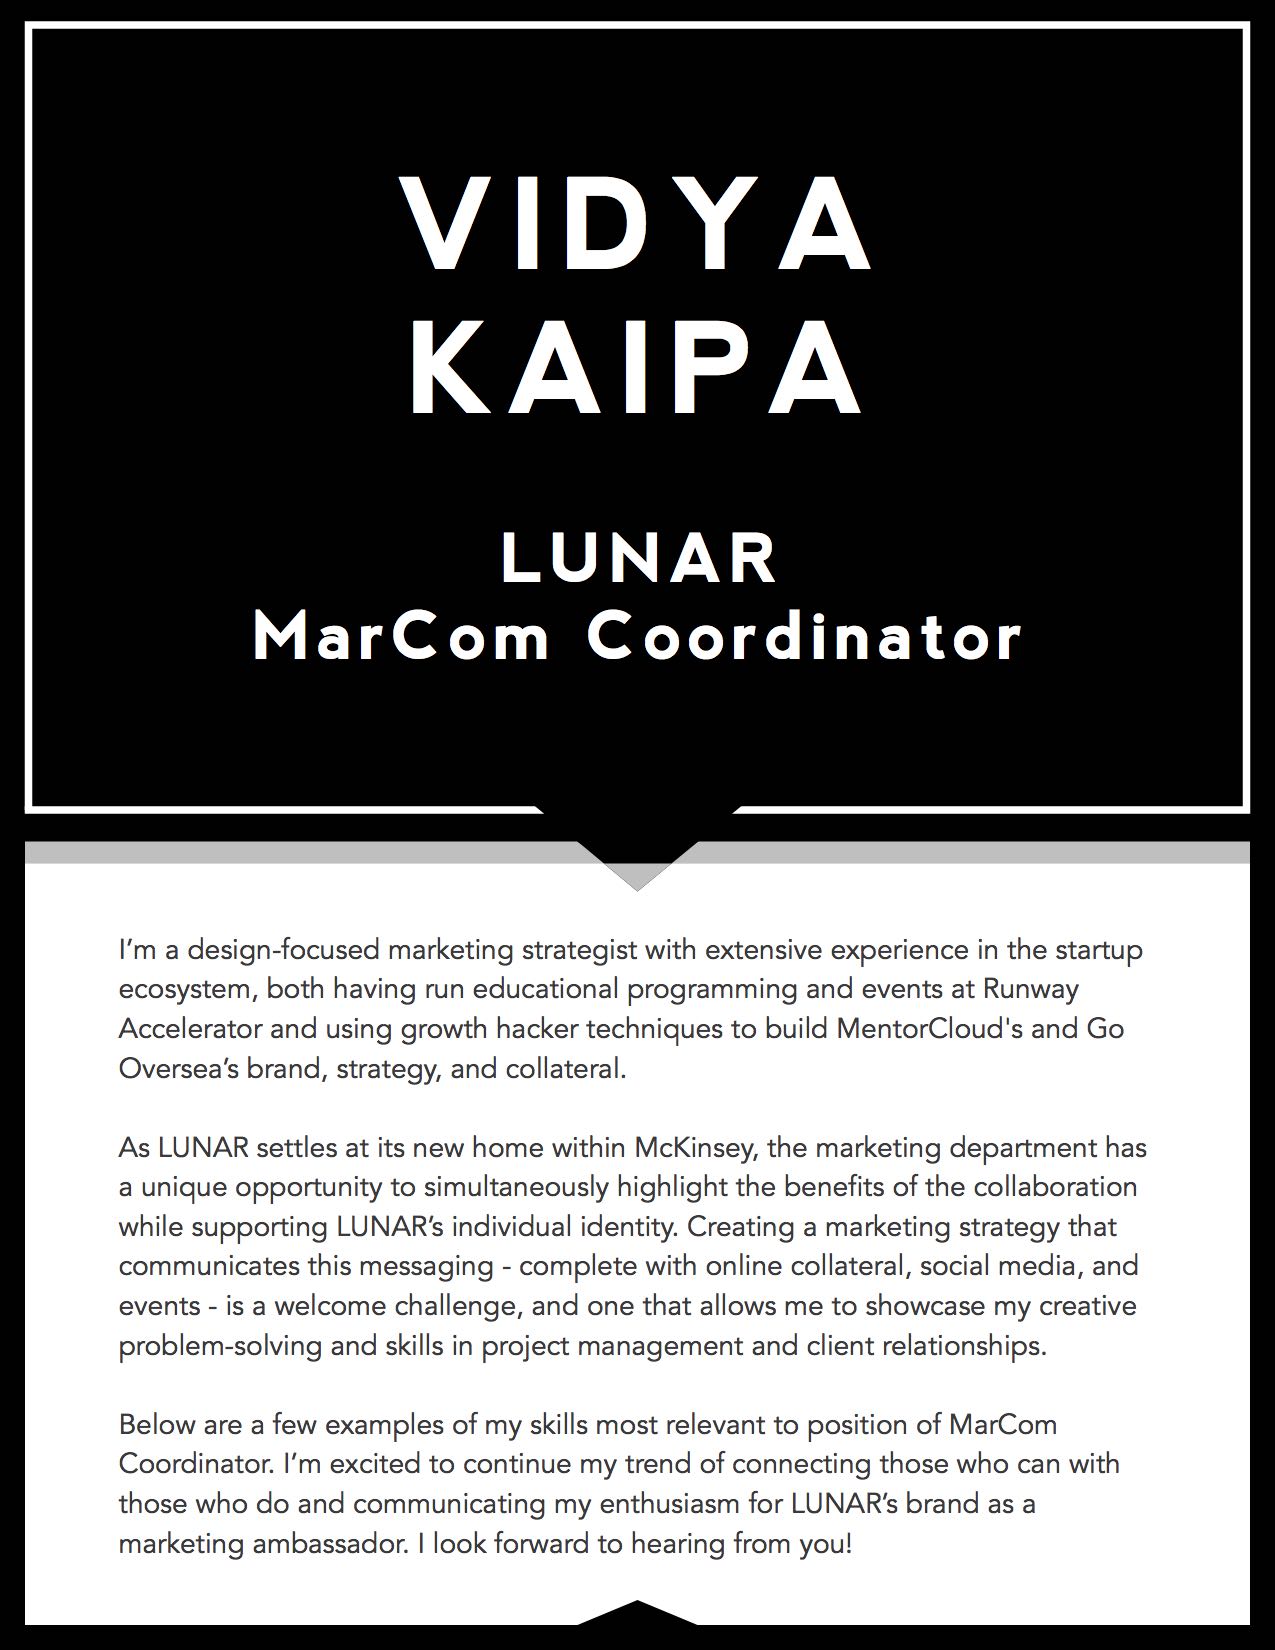 VIDYA
KAIPA
LUNAR
MarCom Coordinator
I’m a design-focused marketing strategist with extensive experience in the startup
ecosystem, both having run educational programming and events at Runway
Accelerator and using growth hacker techniques to build MentorCloud's and Go
Oversea’s brand, strategy, and collateral.
As LUNAR settles at its new home within McKinsey, the marketing department has
a unique opportunity to simultaneously highlight the benefits of the collaboration
while supporting LUNAR’s individual identity. Creating a marketing strategy that
communicates this messaging - complete with online collateral, social media, and
events - is a welcome challenge, and one that allows me to showcase my creative
problem-solving and skills in project management and client relationships.
Below are a few examples of my skills most relevant to position of MarCom
Coordinator. I’m excited to continue my trend of connecting those who can with
those who do and communicating my enthusiasm for LUNAR’s brand as a
marketing ambassador. I look forward to hearing from you!